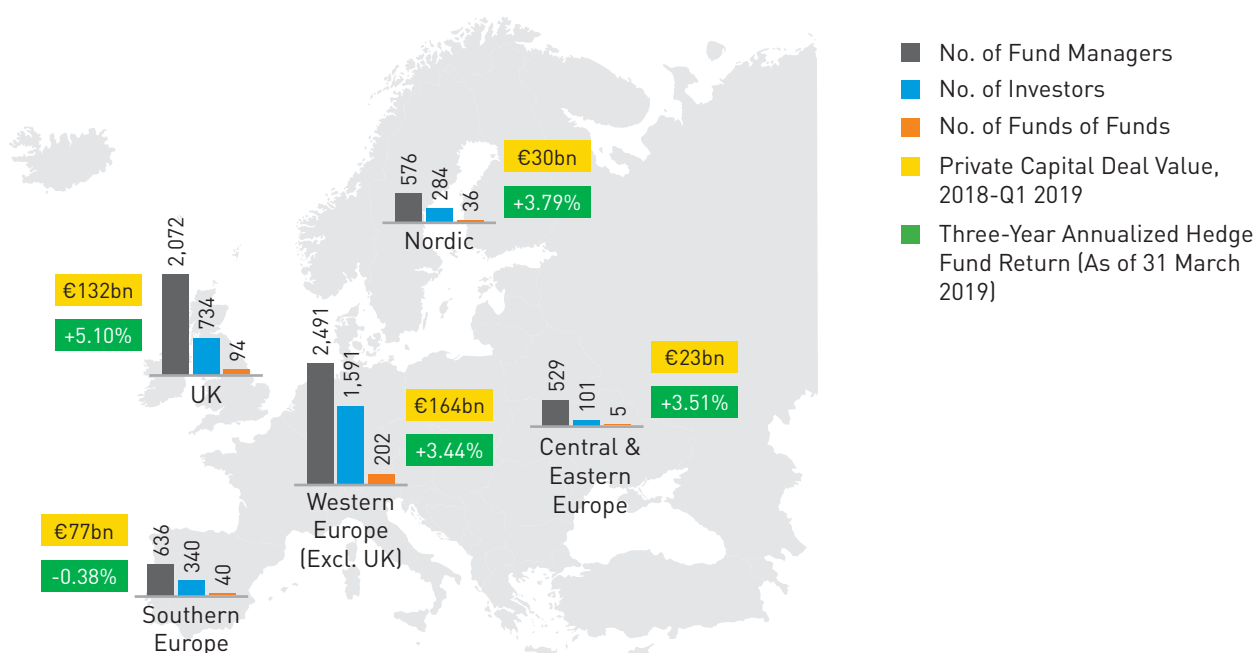 No. of Fund Managers
No. of Investors
No. of Funds of Funds
Private Capital Deal Value,
2018-Q1 2019
Three-Year Annualized Hedge
Fund Return (As of 31 March
2019)
576
284
36
€30bn
+3.79%
Nordic
€132bn
+5.10%
2,072
734
94
UK
2,491
1,591
202
€164bn
+3.44%
Western
Europe
(Excl. UK)
529
101
5
€23bn
+3.51%
Central &
Eastern
Europe
€77bn
-0.38%
636
340
40
Southern
Europe